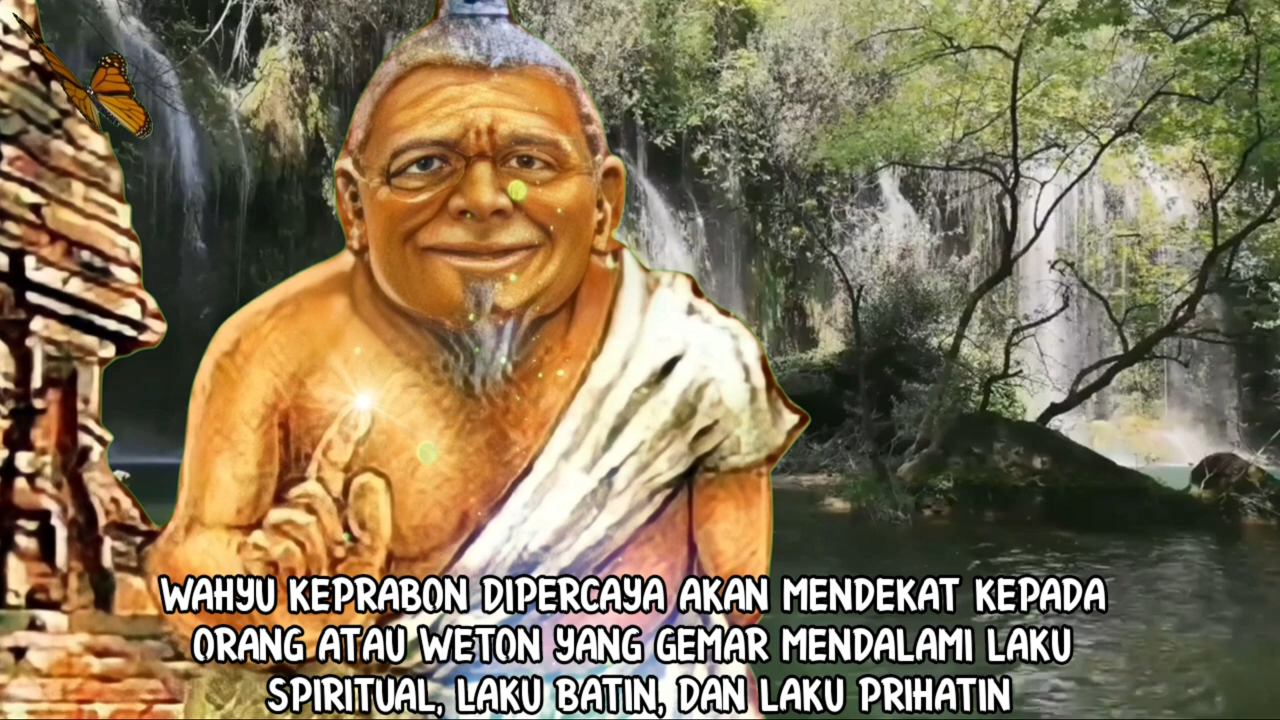 WAHYU KEPRABON DIPERCAYA AKAN MENDEKAT KEPADA
ORANG ATAU WETON YANG GEMAR MENDALAMI LAKU
SPIRITUAL, LAKU BATIN, DAN LAKU PRIHATIN